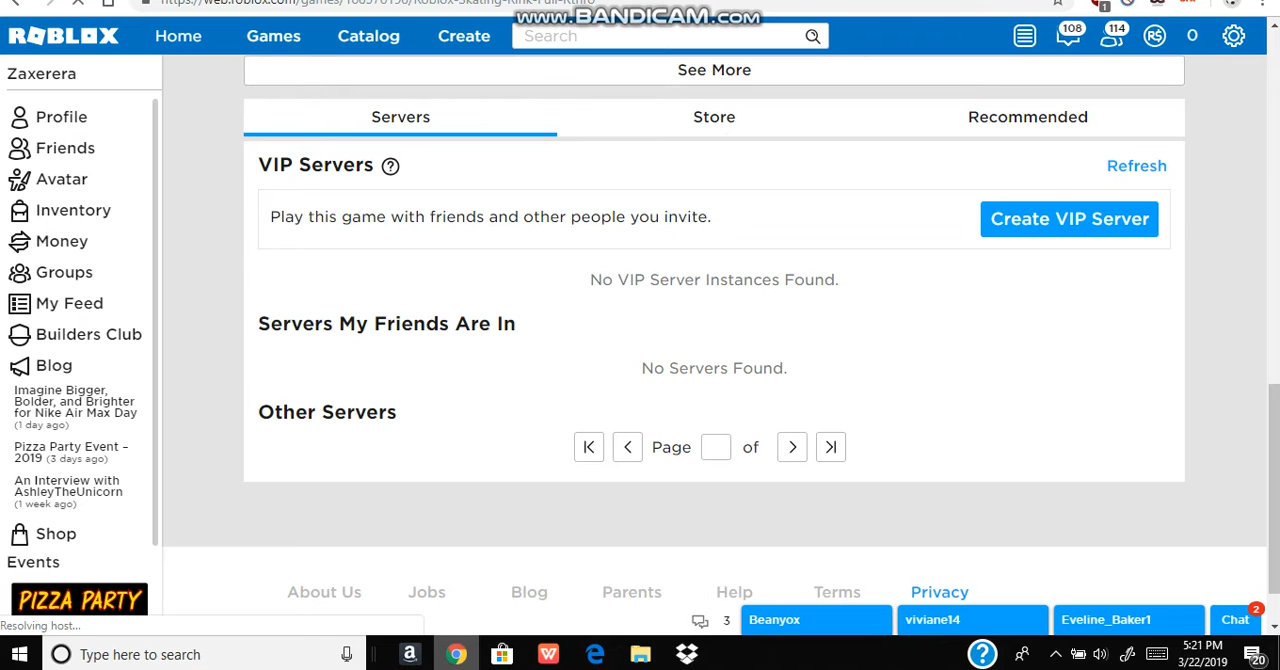 www.BANDICAM.com
ROBLOX Home Games Catalog Create Search 108 114 0
Zaxerera
Profile
Friends
Avatar
Inventory
Money
Groups
My Feed
Builders Club
Blog
Imagine Bigger,
Bolder, and Brighter
for Nike Air Max Day
(1 day ago)
Pizza Party Event –
2019 (3 days ago)
An Interview with
AshleyTheUnicorn
(1 week ago)
Shop
Events
PIZZA PARTY
See More
Servers Store Recommended
VIP Servers Refresh
Play this game with friends and other people you invite. Create VIP Server
No VIP Server Instances Found.
Servers My Friends Are In
No Servers Found.
Other Servers
Page of
About Us Jobs Blog Parents Help Terms Privacy
3 Beanyox viviane14 Eveline_Baker1 Chat 2
Resolving host...
Type here to search
5:21 PM
3/22/2019
20